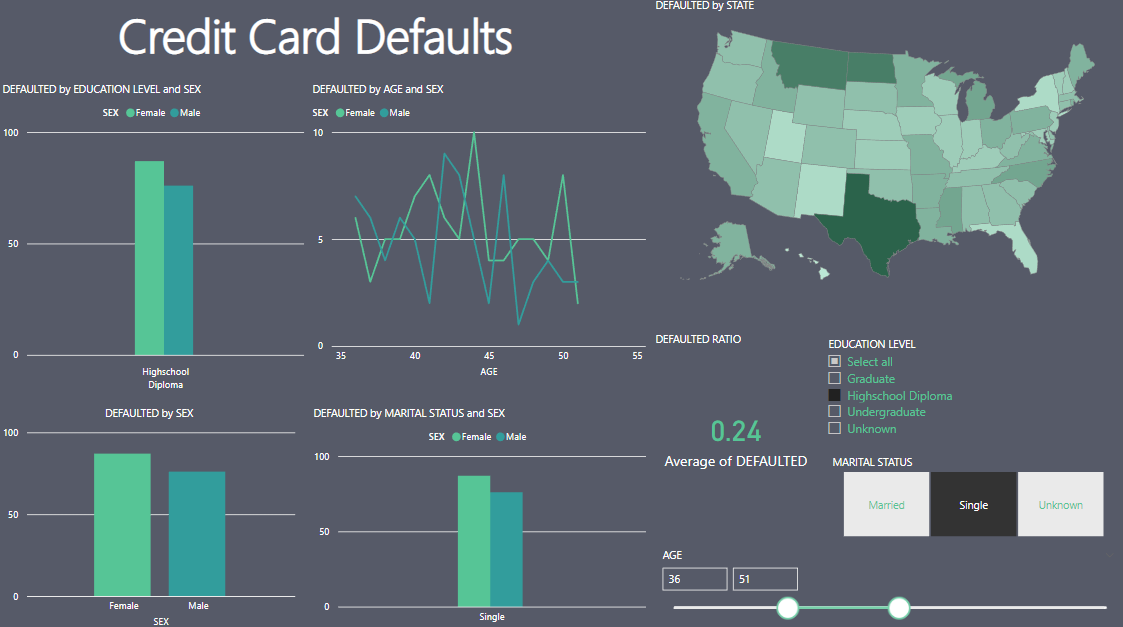 Credit Card Defaults
DEFAULTED by EDUCATION LEVEL and SEX
SEX Female Male
100
50
0
Highschool
Diploma
DEFAULTED by AGE and SEX
SEX Female Male
10
5
0
35 40 45 50 55
AGE
DEFAULTED by STATE
DEFAULTED by SEX
100
50
0
Female Male
SEX
DEFAULTED by MARITAL STATUS and SEX
SEX Female Male
100
50
0
Single
DEFAULTED RATIO
0.24
Average of DEFAULTED
EDUCATION LEVEL
Select all
Graduate
Highschool Diploma
Undergraduate
Unknown
MARITAL STATUS
Married Single Unknown
AGE
36 51